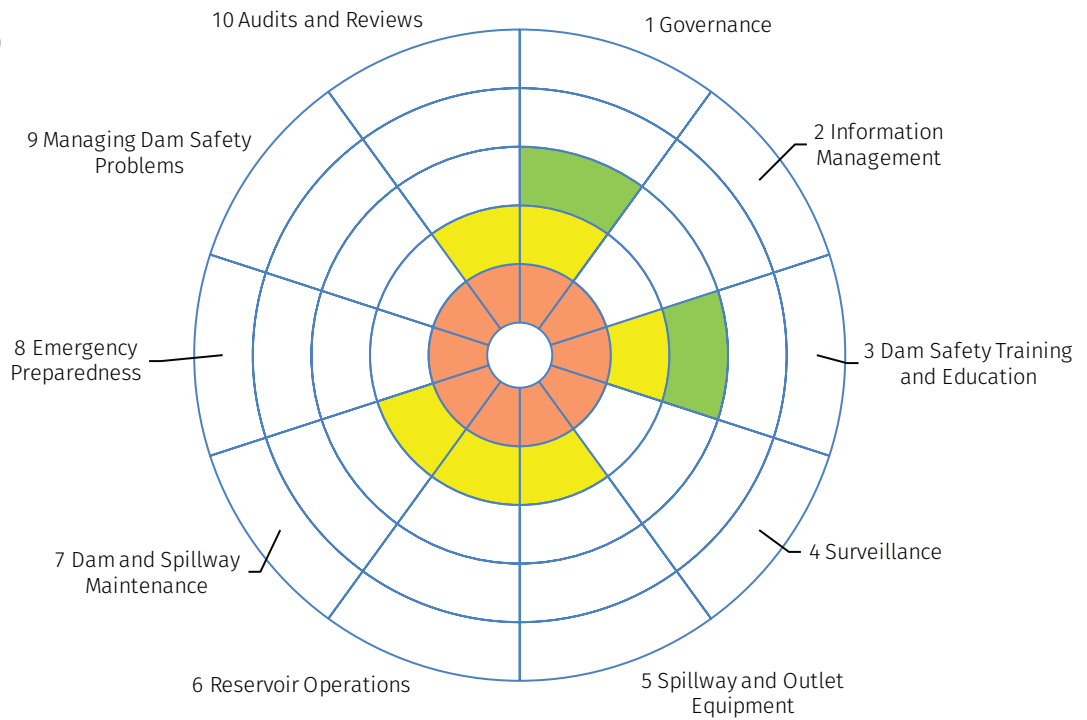 10 Audits and Reviews
1 Governance
2 Information
Management
3 Dam Safety Training
and Education
4 Surveillance
5 Spillway and Outlet
Equipment
6 Reservoir Operations
7 Dam and Spillway
Maintenance
8 Emergency
Preparedness
9 Managing Dam Safety
Problems